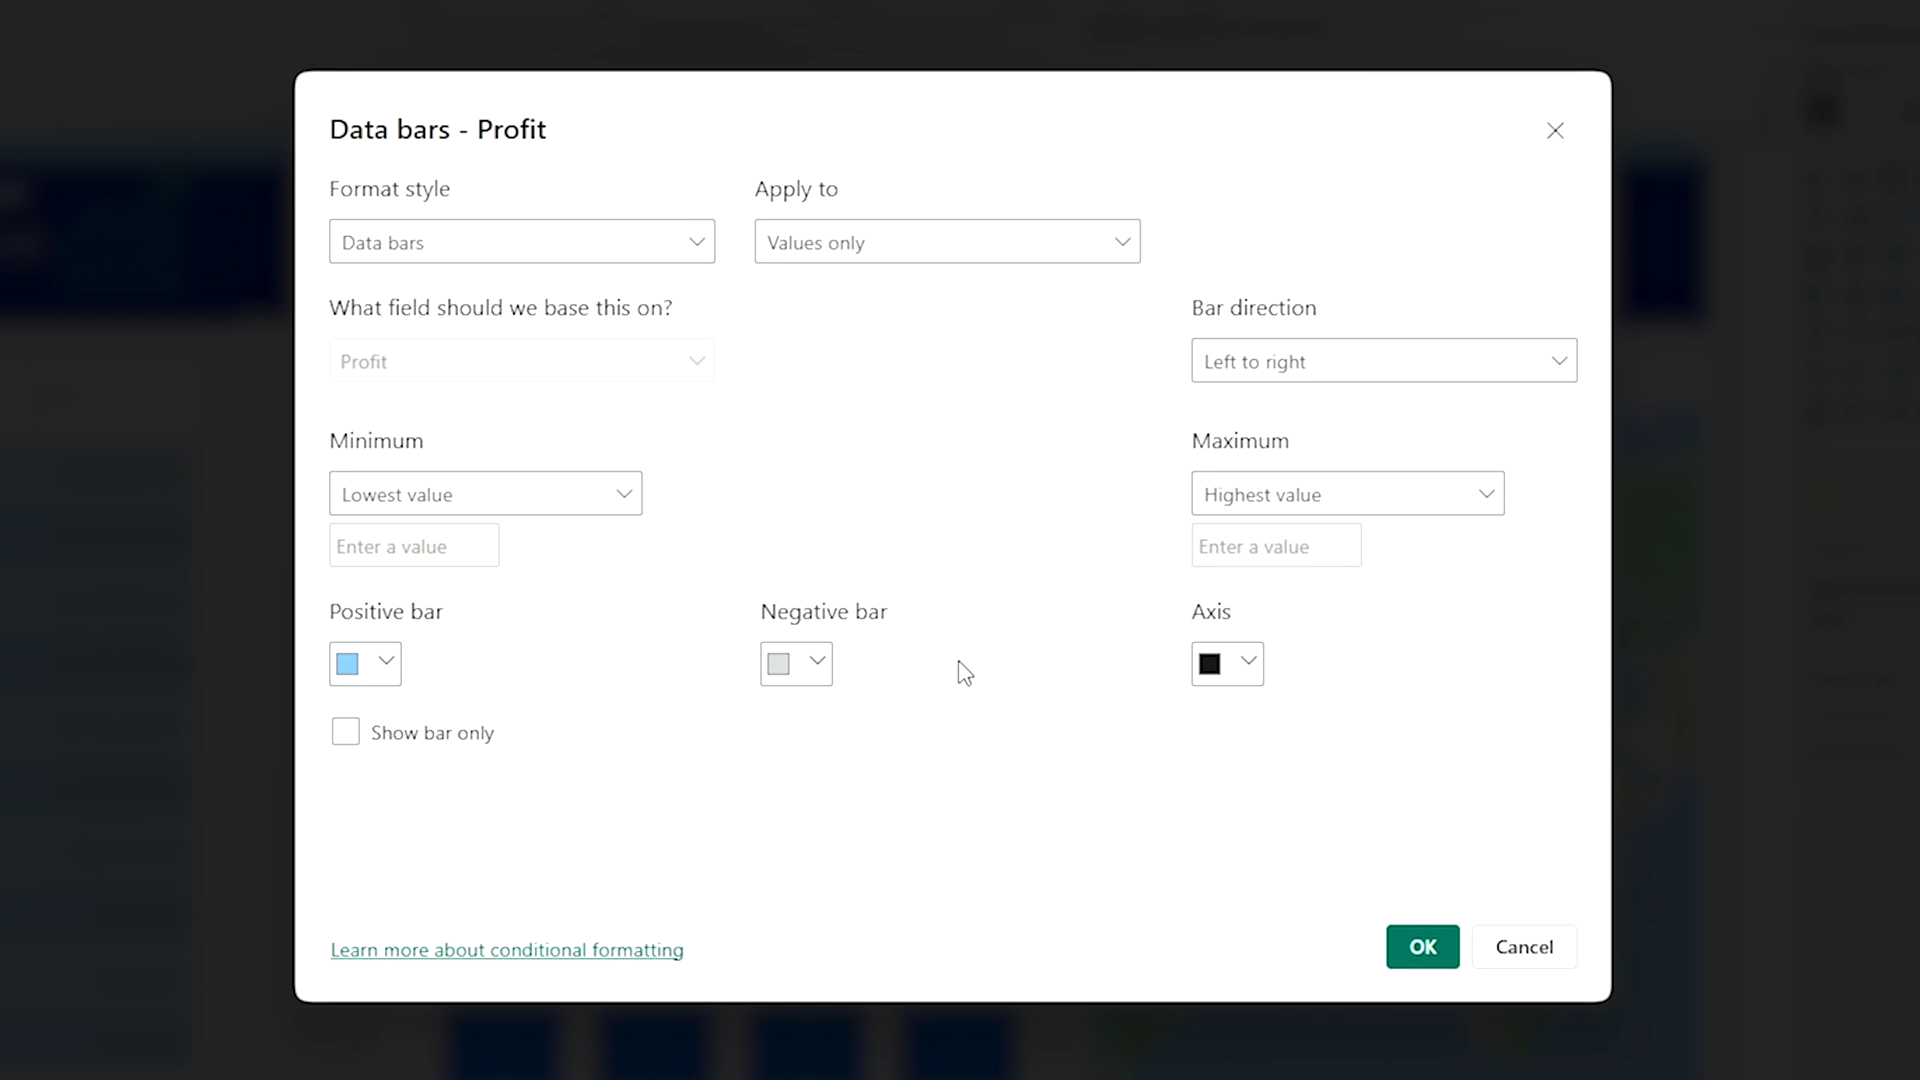 Data bars - Profit
Format style
Apply to
Data bars
Values only
What field should we base this on?
Bar direction
Profit
Left to right
Minimum
Maximum
Lowest value
Highest value
Enter a value
Enter a value
Positive bar
Negative bar
Axis
Show bar only
Learn more about conditional formatting
OK
Cancel